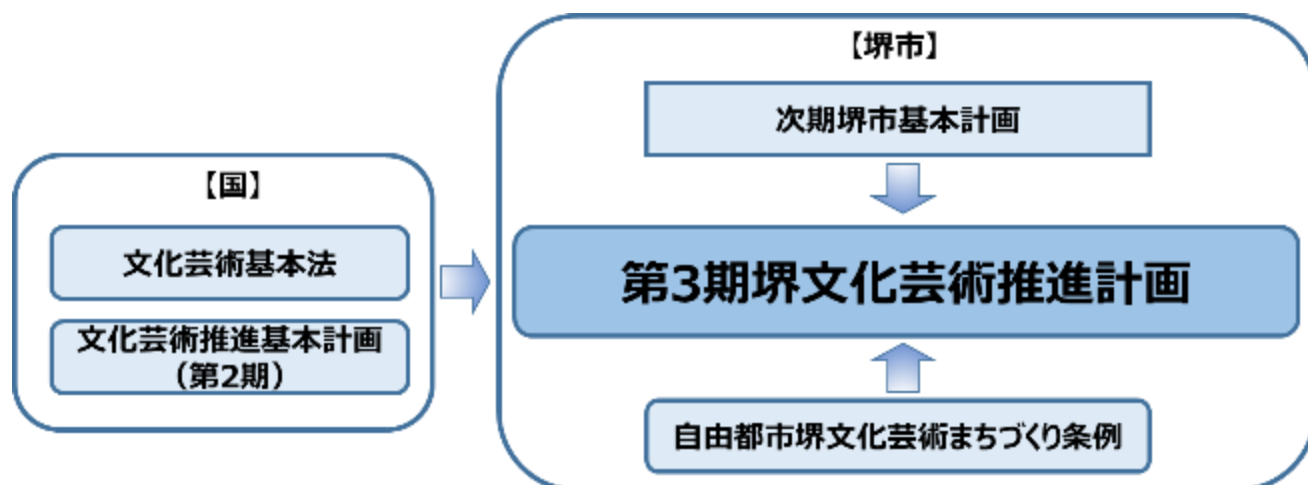 【国】
文化芸術基本法
文化芸術推進基本計画
（第2期）
【堺市】
次期堺市基本計画
第3期堺文化芸術推進計画
自由都市堺文化芸術まちづくり条例